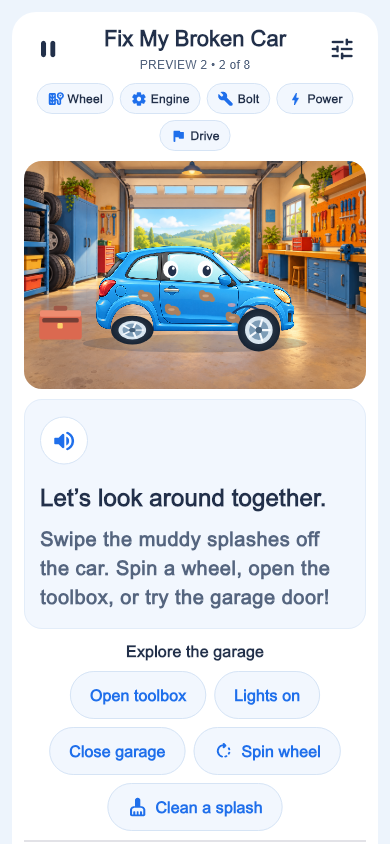 Fix My Broken Car
PREVIEW 2 • 2 of 8
Wheel
Engine
Bolt
Power
Drive
Let’s look around together.
Swipe the muddy splashes off
the car. Spin a wheel, open the
toolbox, or try the garage door!
Explore the garage
Open toolbox
Lights on
Close garage
Spin wheel
Clean a splash